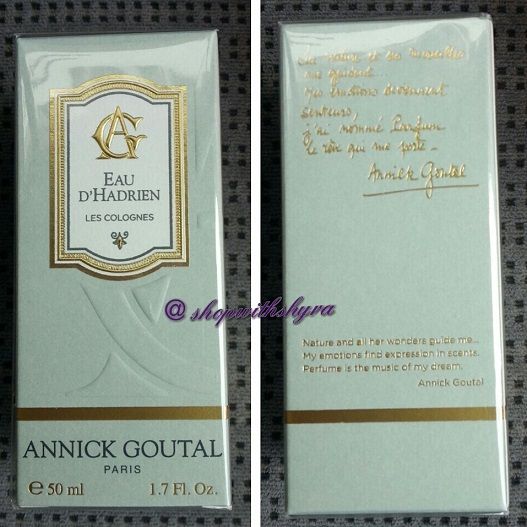 AG
EAU
D'HADRIEN
LES COLOGNES
ANNICK GOUTAL
PARIS
e 50 ml 1.7 Fl. Oz.
@shopwithshyra
La nature et ses merveilles
me guident...
Mes émotions deviennent
senteurs,
j'ai nommé Parfum
le rêve qui me porte_
Annick Goutal
Nature and all her wonders guide me...
My emotions find expression in scents.
Perfume is the music of my dream.
Annick Goutal